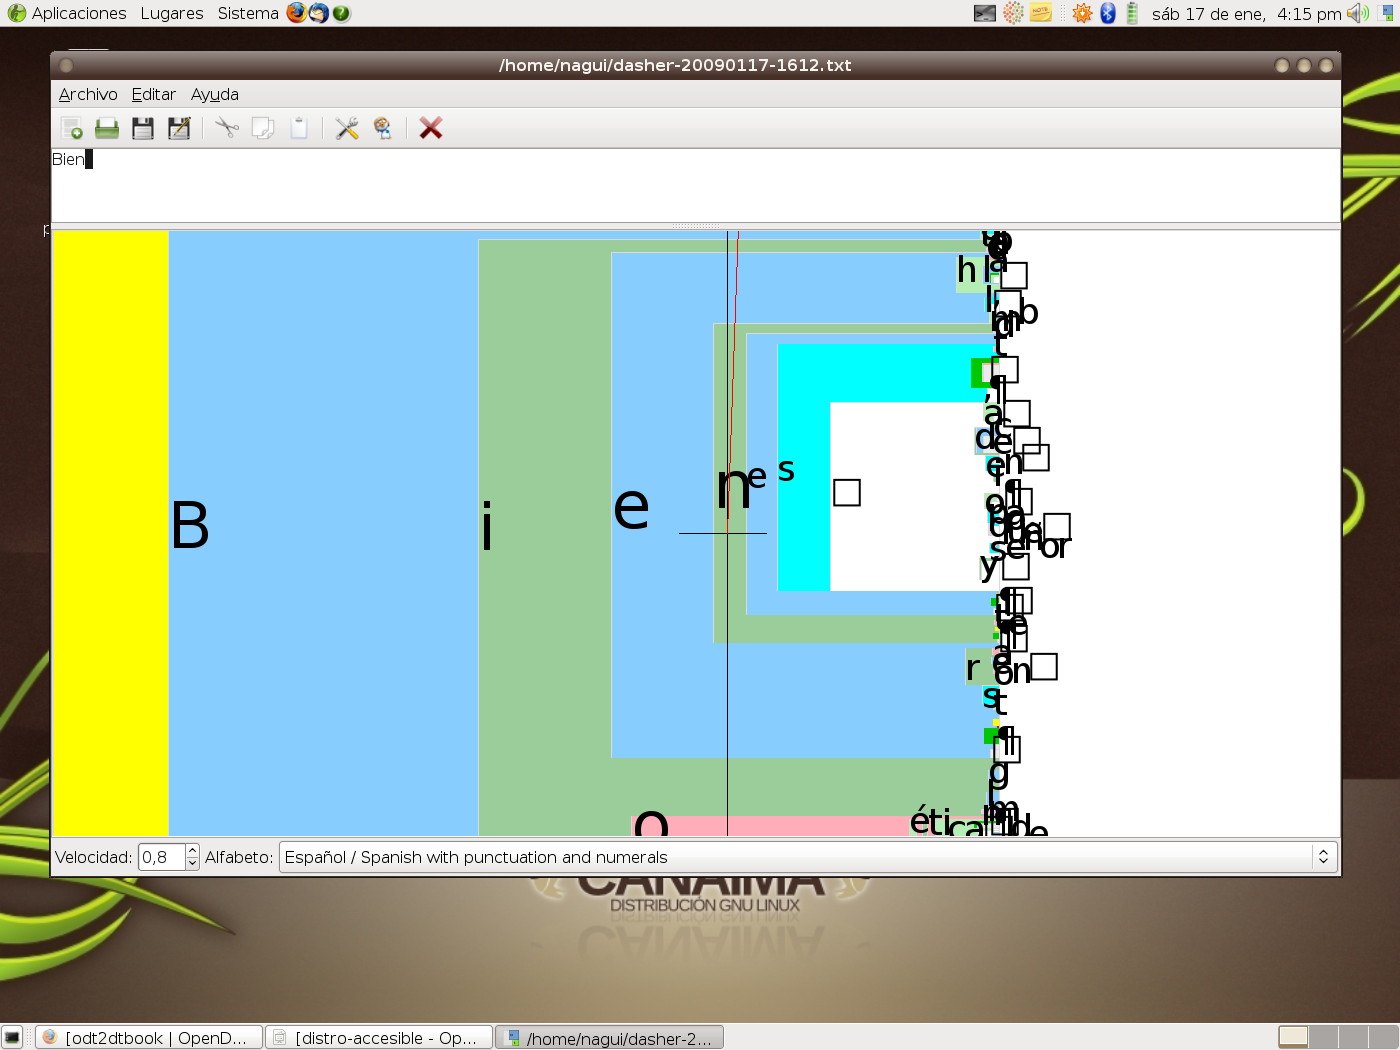 Aplicaciones Lugares Sistema
sáb 17 de ene, 4:15 pm
/home/nagui/dasher-20090117-1612.txt
Archivo Editar Ayuda
Bien
B i e n e s
h l
d e
y
r
s
o
é t i c a
Velocidad: 0,8 Alfabeto: Español / Spanish with punctuation and numerals
CANAIMA
DISTRIBUCIÓN GNU LINUX
[odt2dtbook | OpenD... [distro-accesible - Op... /home/nagui/dasher-2...